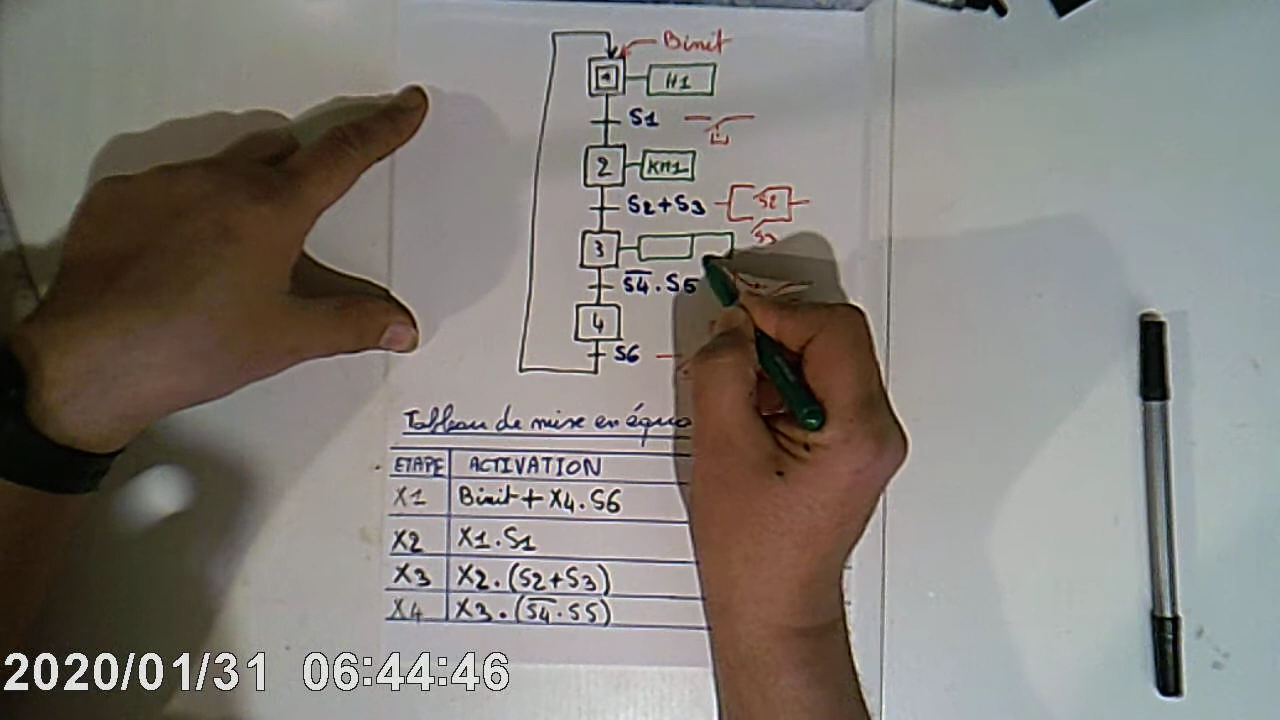 Binit
1 H1
S1
2 KM1
S2+S3 S2
S3
3
S̅4̅.S5
4
S6
Tableau de mise en équa
ETAPE ACTIVATION
X1 Binit + X4.S6
X2 X1.S1
X3 X2.(S2+S3)
X4 X3.(S̅4̅.S5)
2020/01/31 06:44:46